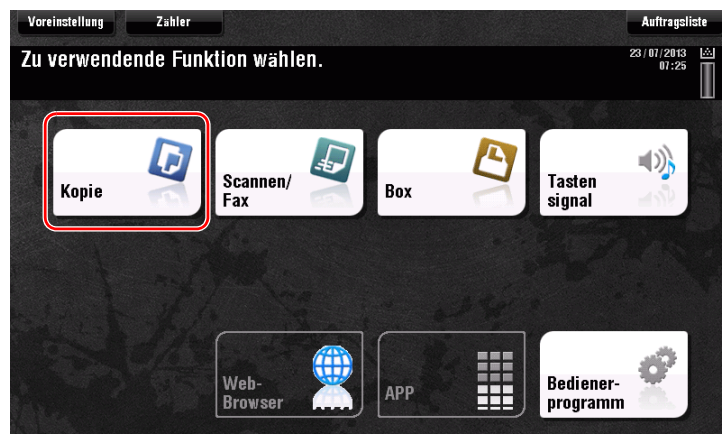 Voreinstellung
Zähler
Auftragsliste
Zu verwendende Funktion wählen.
23/07/2013
07:25
Kopie
Scannen/
Fax
Box
Tasten
signal
Web-
Browser
APP
Bediener-
programm